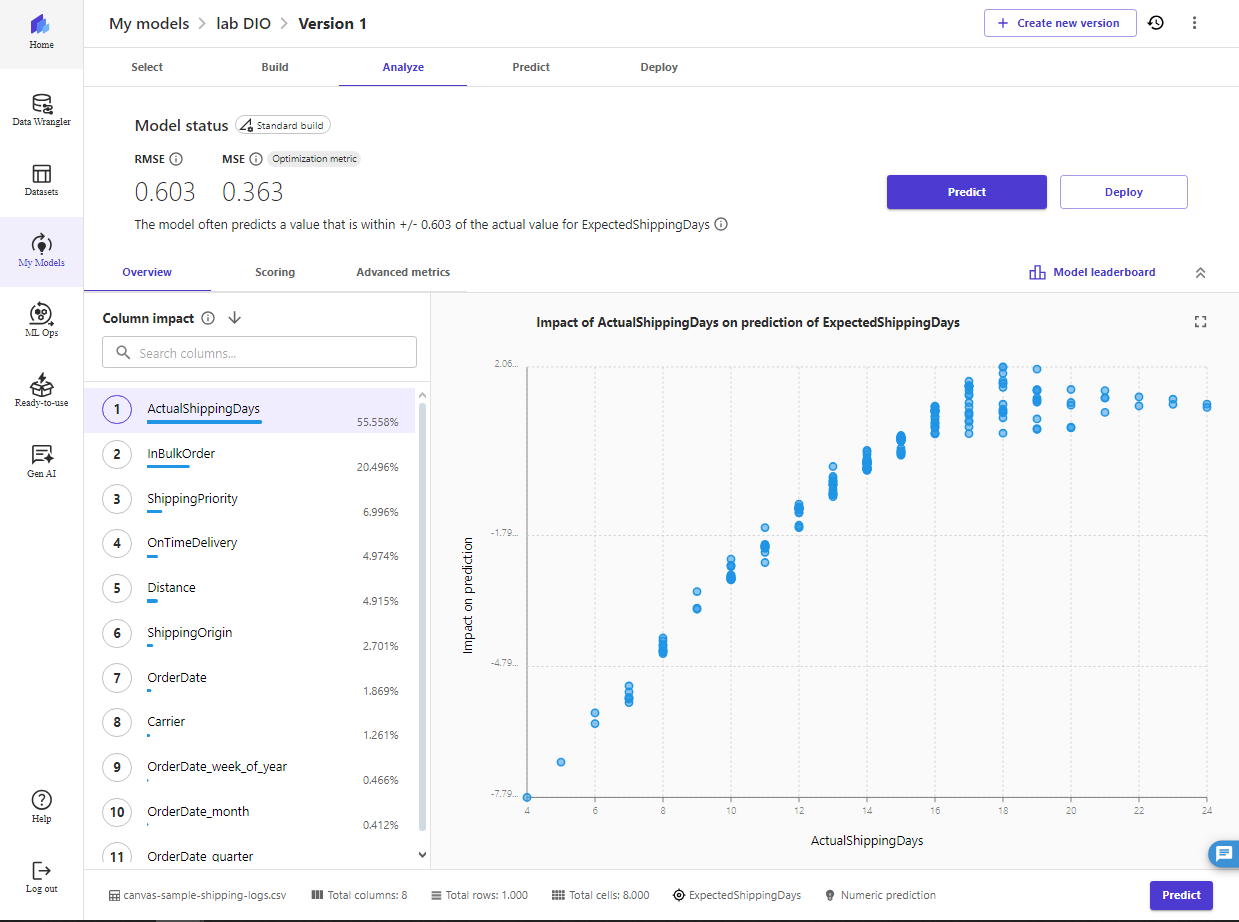 My models > lab DIO > Version 1
+ Create new version
Home
Data Wrangler
Datasets
My Models
ML Ops
Ready-to-use
Gen AI
Help
Log out
Select Build Analyze Predict Deploy
Model status Standard build
RMSE MSE Optimization metric
0.603 0.363
The model often predicts a value that is within +/- 0.603 of the actual value for ExpectedShippingDays
Predict Deploy
Overview Scoring Advanced metrics
Model leaderboard
Column impact
Search columns...
1 ActualShippingDays 55.558%
2 InBulkOrder 20.496%
3 ShippingPriority 6.996%
4 OnTimeDelivery 4.974%
5 Distance 4.915%
6 ShippingOrigin 2.701%
7 OrderDate 1.869%
8 Carrier 1.261%
9 OrderDate_week_of_year 0.466%
10 OrderDate_month 0.412%
11 OrderDate_quarter
Impact of ActualShippingDays on prediction of ExpectedShippingDays
Impact on prediction
2.06...
-1.79...
-4.79...
-7.79...
4 6 8 10 12 14 16 18 20 22 24
ActualShippingDays
canvas-sample-shipping-logs.csv Total columns: 8 Total rows: 1.000 Total cells: 8.000 ExpectedShippingDays Numeric prediction
Predict